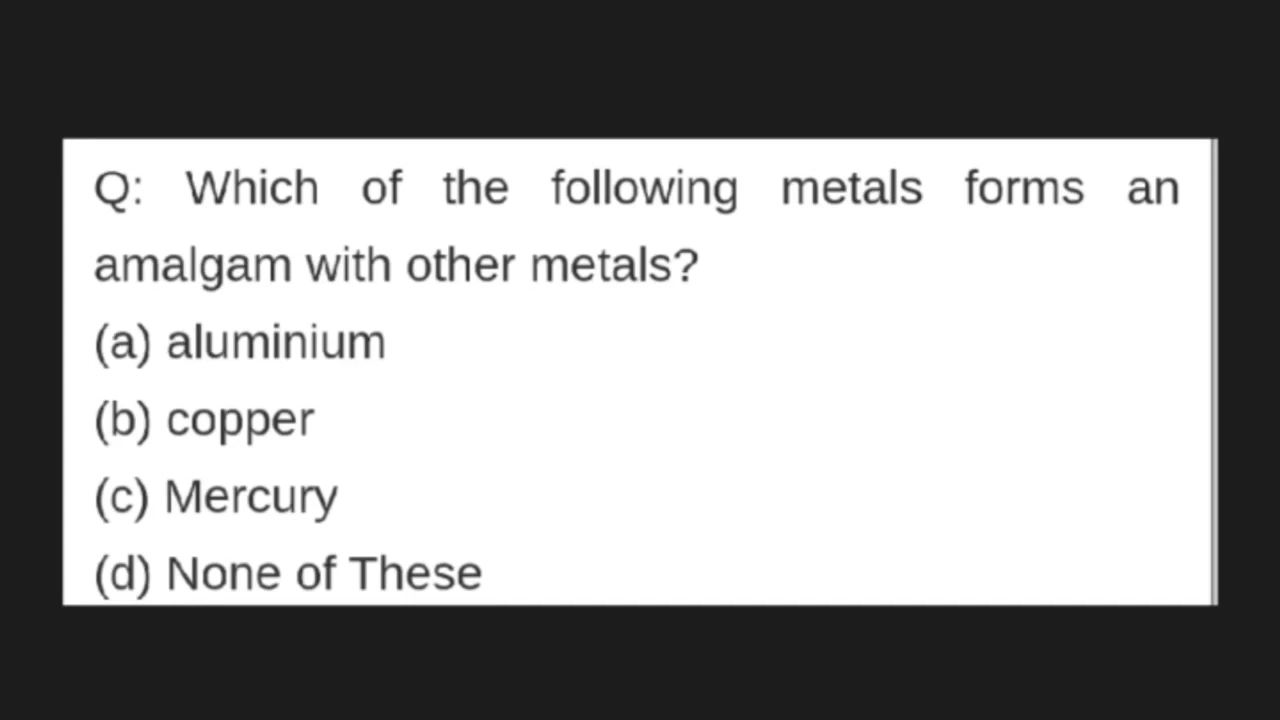 Q: Which of the following metals forms an
amalgam with other metals?
(a) aluminium
(b) copper
(c) Mercury
(d) None of These